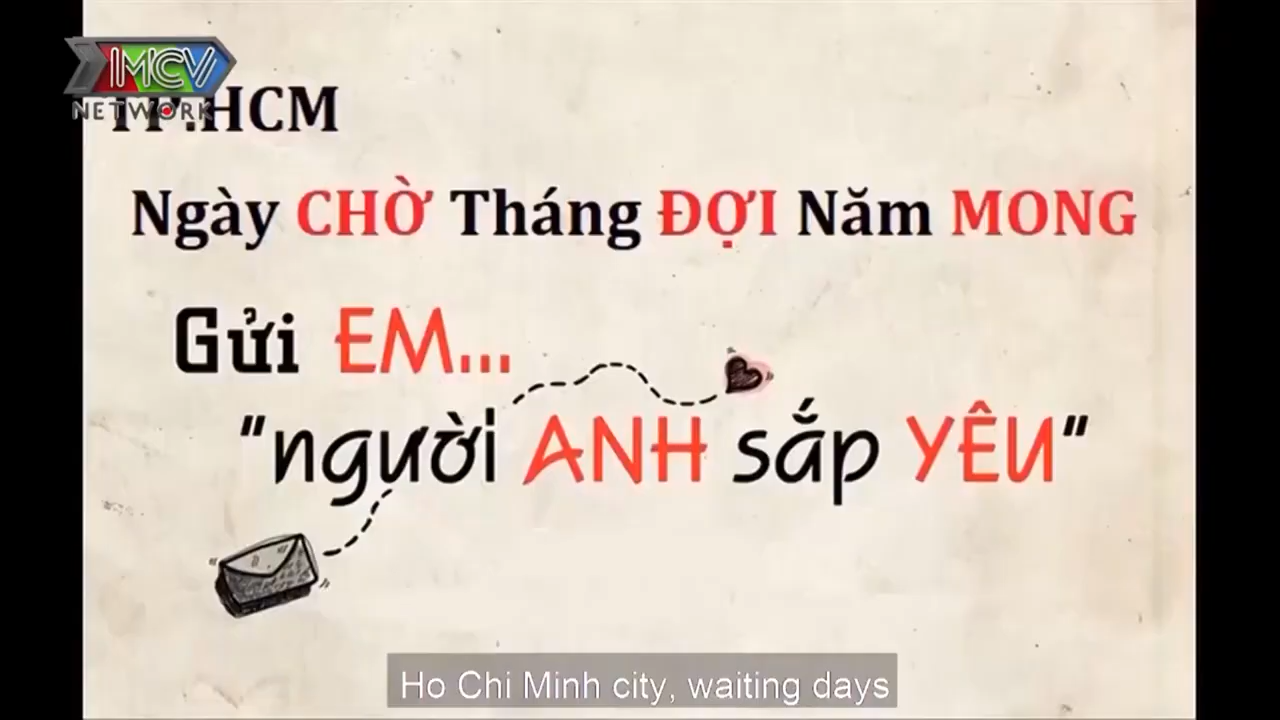 MCV
NETWORK
TP.HCM
Ngày CHỜ Tháng ĐỢI Năm MONG
Gửi EM...
"người ANH sắp YÊU"
Ho Chi Minh city, waiting days